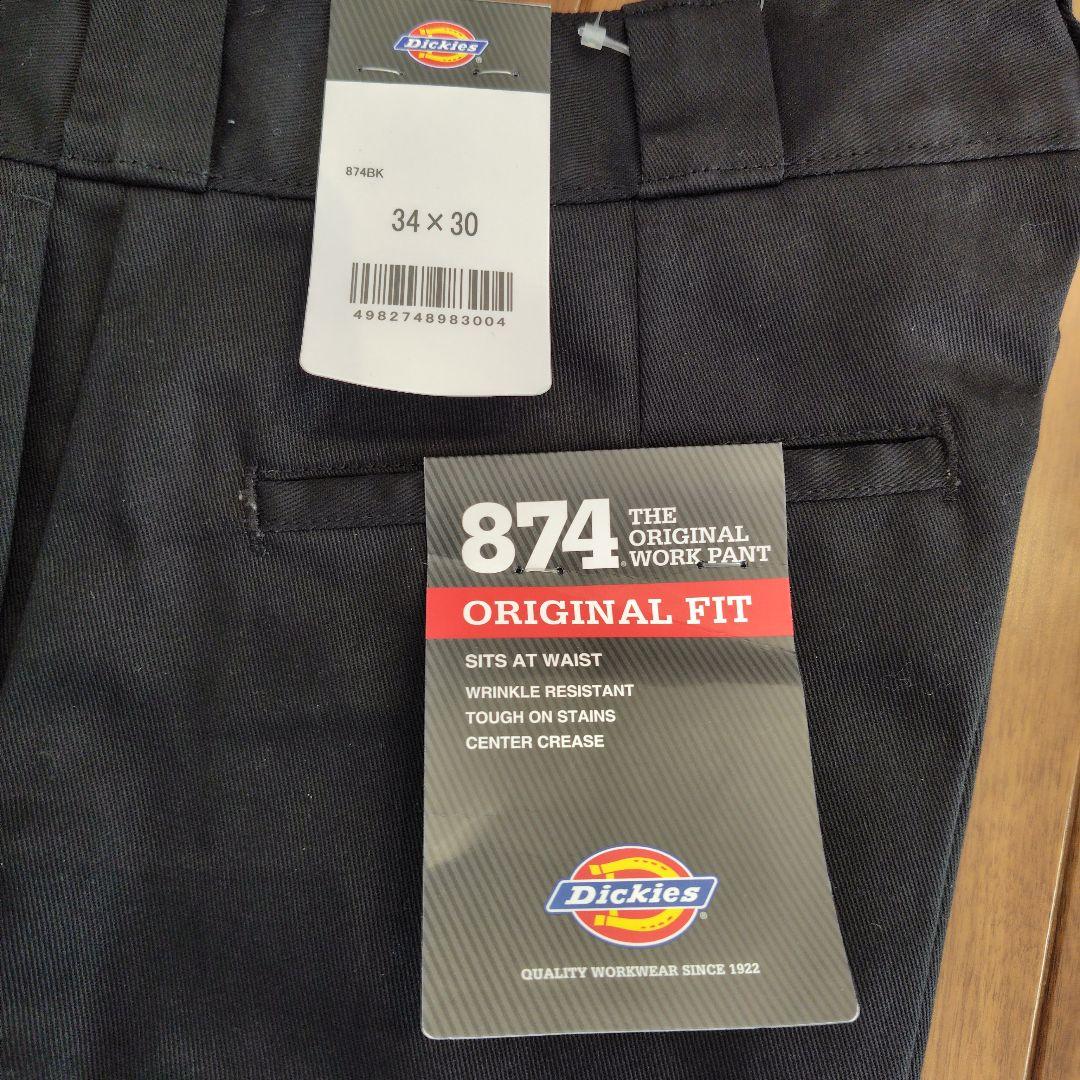 Dickies
874BK
34×30
4982748983004
874 THE
ORIGINAL
WORK PANT
ORIGINAL FIT
SITS AT WAIST
WRINKLE RESISTANT
TOUGH ON STAINS
CENTER CREASE
Dickies
QUALITY WORKWEAR SINCE 1922